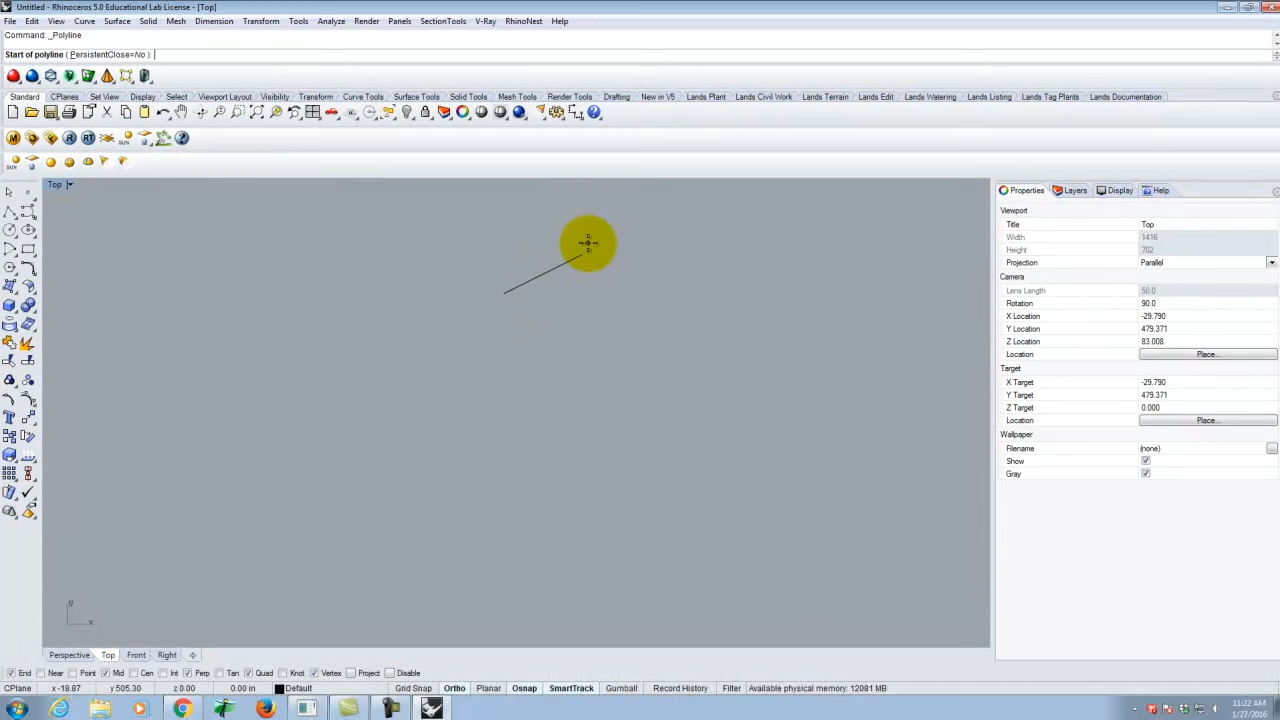 Untitled - Rhinoceros 5.0 Educational Lab License - [Top]
File Edit View Curve Surface Solid Mesh Dimension Transform Tools Analyze Render Panels SectionTools V-Ray RhinoNest Help
Command: _Polyline
Start of polyline ( PersistentClose=No ):
Standard CPlanes Set View Display Select Viewport Layout Visibility Transform Curve Tools Surface Tools Solid Tools Mesh Tools Render Tools Drafting New in V5 Lands Plant Lands Civil Work Lands Terrain Lands Edit Lands Watering Lands Listing Lands Tag Plants Lands Documentation
M R RT SUN
SUN
Top
Properties Layers Display Help
Viewport
Title Top
Width 1416
Height 702
Projection Parallel
Camera
Lens Length 50.0
Rotation 90.0
X Location -29.790
Y Location 479.371
Z Location 83.008
Location Place...
Target
X Target -29.790
Y Target 479.371
Z Target 0.000
Location Place...
Wallpaper
Filename (none) ...
Show
Gray
y
x
Perspective Top Front Right
End Near Point Mid Cen Int Perp Tan Quad Knot Vertex Project Disable
CPlane x -18.87 y 505.30 z 0.00 0.00 in Default Grid Snap Ortho Planar Osnap SmartTrack Gumball Record History Filter Available physical memory: 12081 MB
11:22 AM
1/27/2016